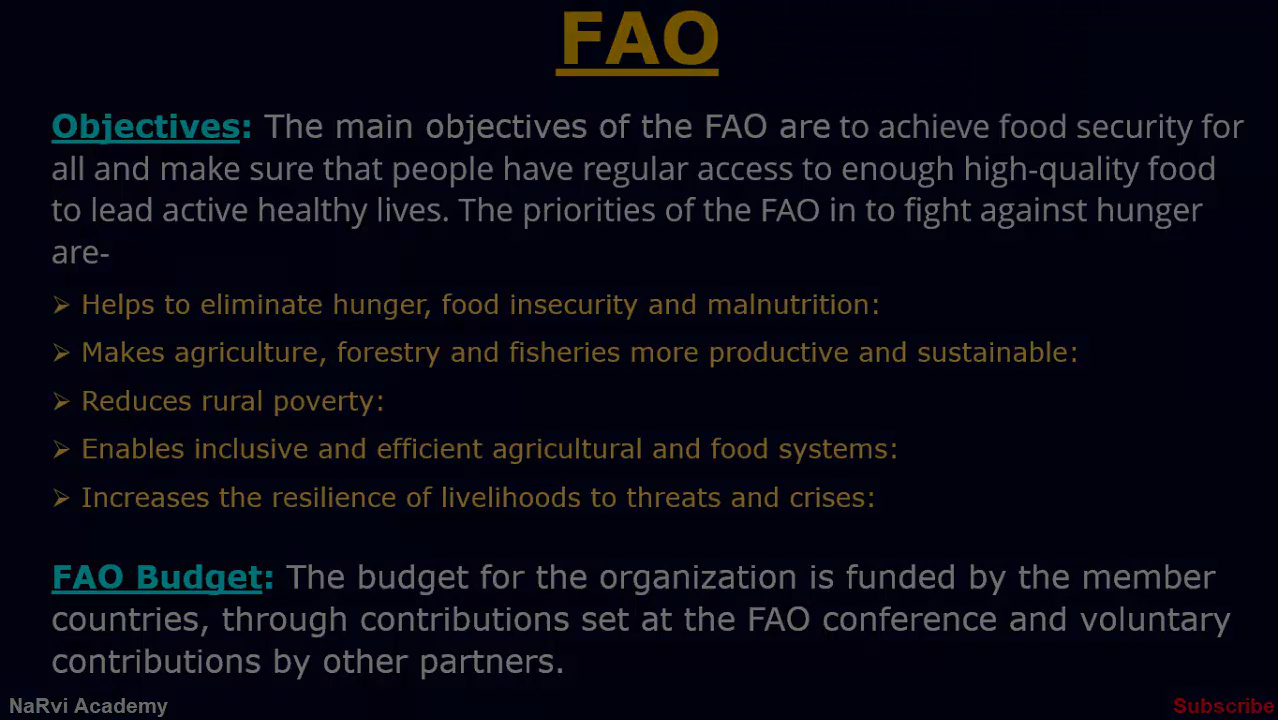 FAO
Objectives: The main objectives of the FAO are to achieve food security for
all and make sure that people have regular access to enough high-quality food
to lead active healthy lives. The priorities of the FAO in to fight against hunger
are-
➢ Helps to eliminate hunger, food insecurity and malnutrition:
➢ Makes agriculture, forestry and fisheries more productive and sustainable:
➢ Reduces rural poverty:
➢ Enables inclusive and efficient agricultural and food systems:
➢ Increases the resilience of livelihoods to threats and crises:
FAO Budget: The budget for the organization is funded by the member
countries, through contributions set at the FAO conference and voluntary
contributions by other partners.
NaRvi Academy
Subscribe